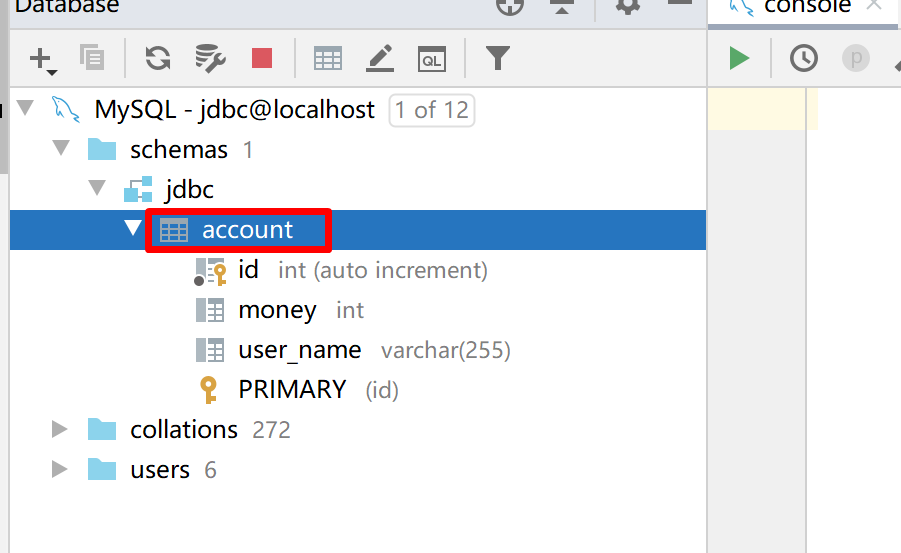 Database
console
QL
p
MySQL - jdbc@localhost 1 of 12
schemas 1
jdbc
account
id int (auto increment)
money int
user_name varchar(255)
PRIMARY (id)
collations 272
users 6